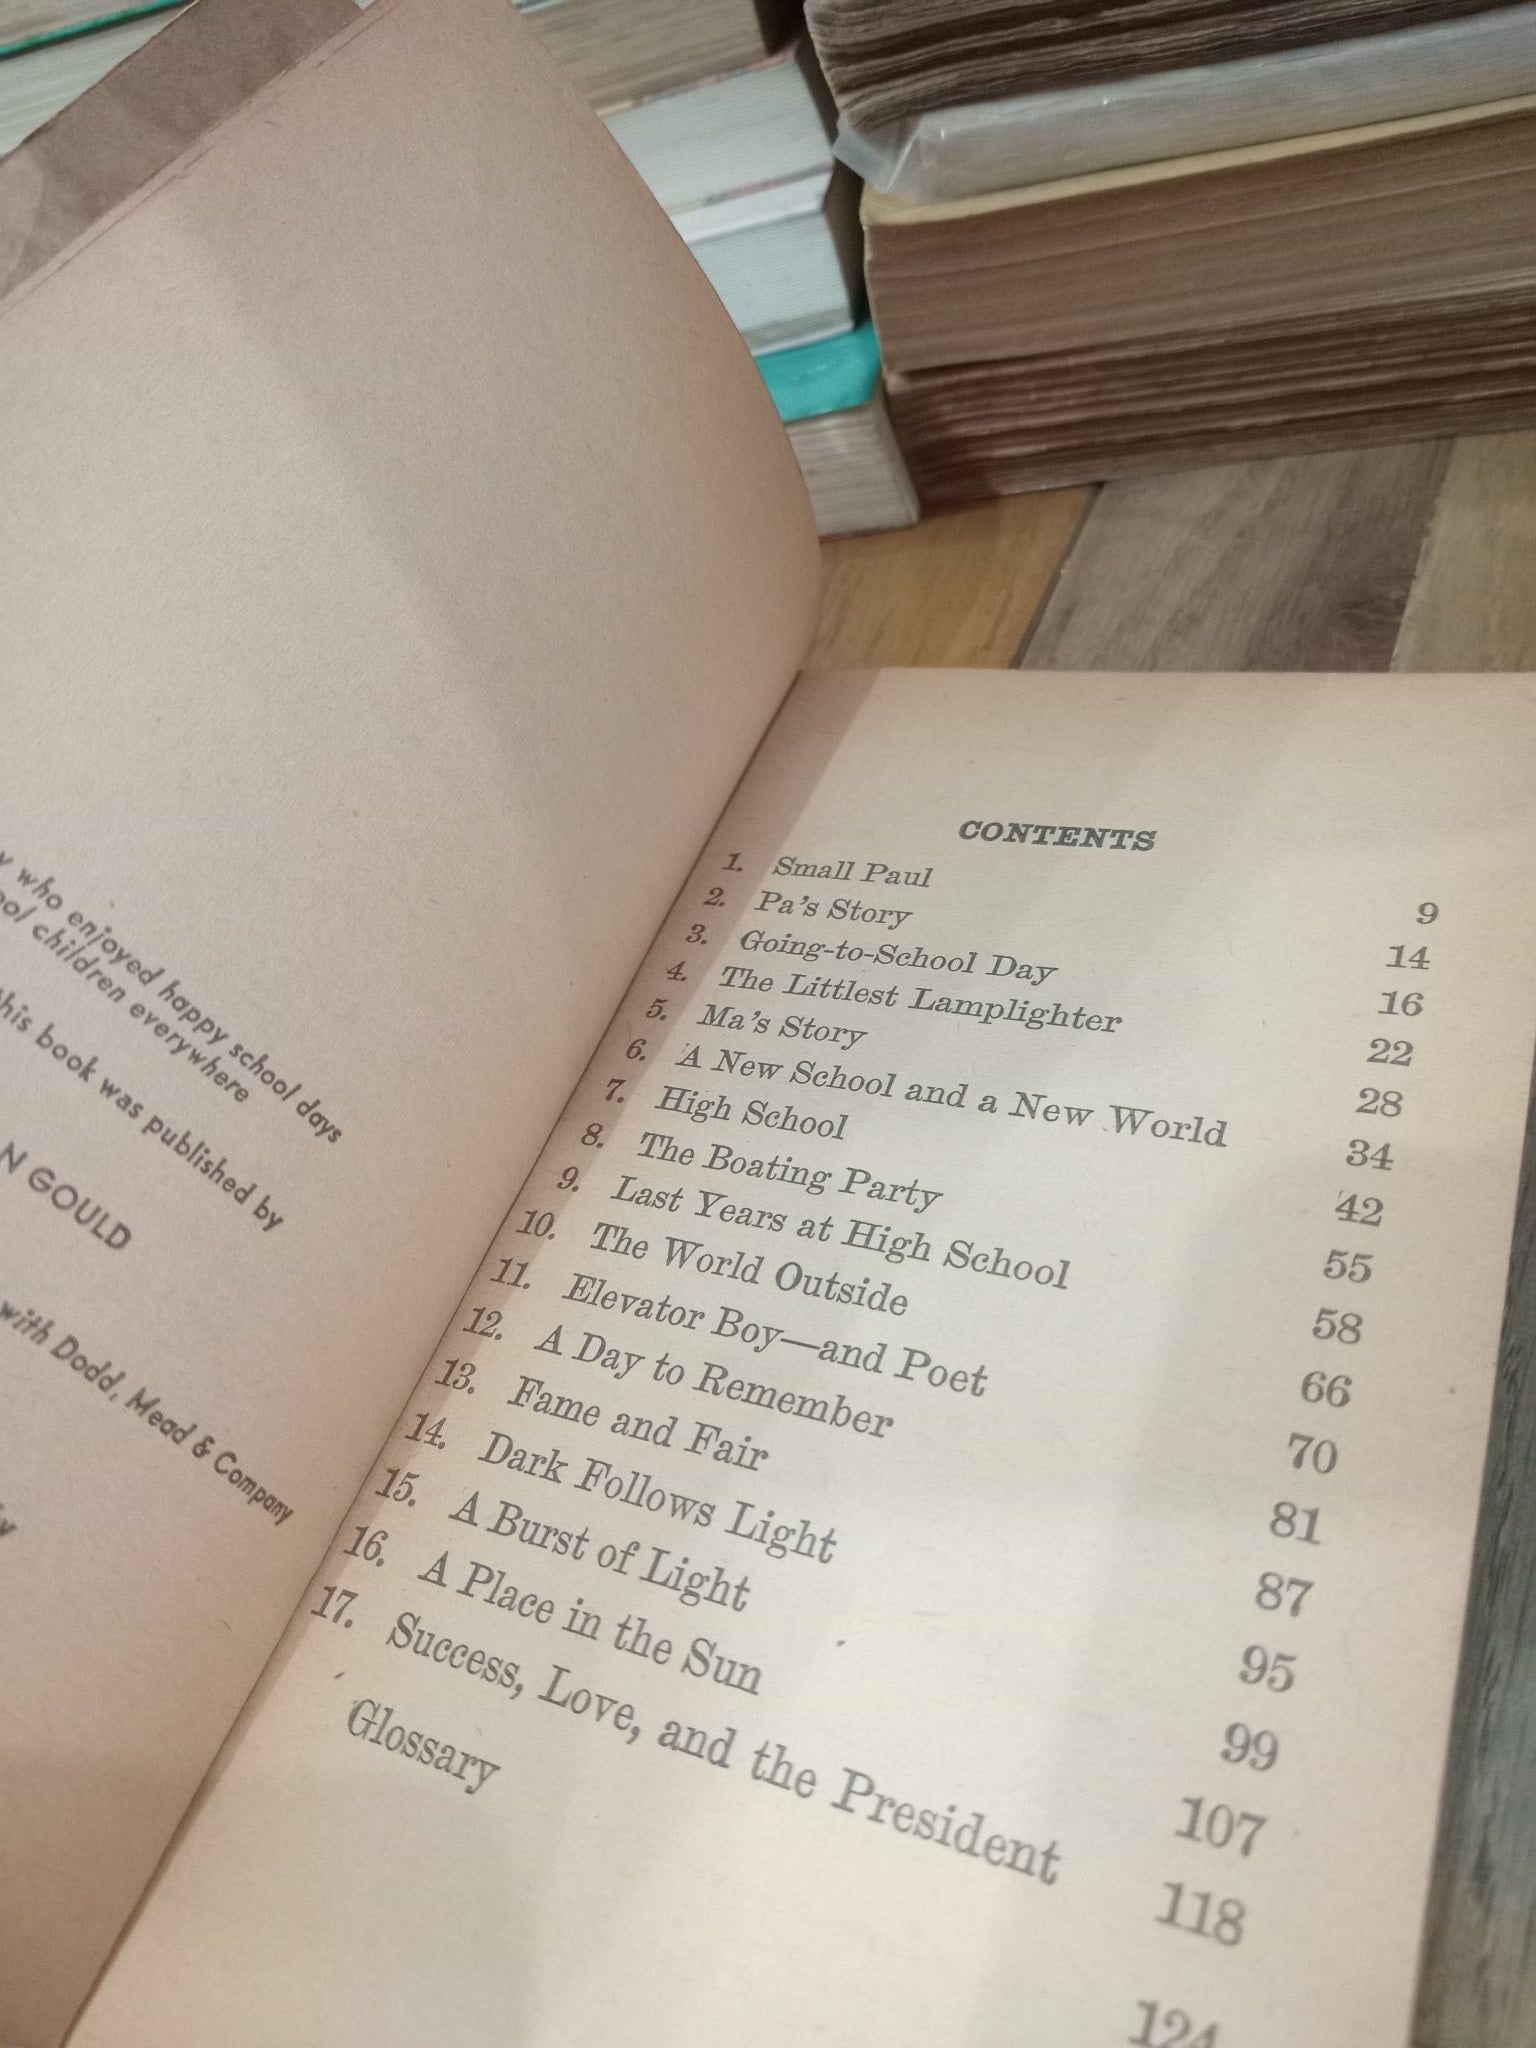 who enjoyed happy school days
children everywhere
this book was published by
GOULD
with Dodd, Mead & Company
CONTENTS
1. Small Paul 9
2. Pa's Story 14
3. Going-to-School Day 16
4. The Littlest Lamplighter 22
5. Ma's Story 28
6. A New School and a New World 34
7. High School 42
8. The Boating Party 55
9. Last Years at High School 58
10. The World Outside 66
11. Elevator Boy—and Poet 70
12. A Day to Remember 81
13. Fame and Fair 87
14. Dark Follows Light 95
15. A Burst of Light 99
16. A Place in the Sun 107
17. Success, Love, and the President 118
Glossary 124